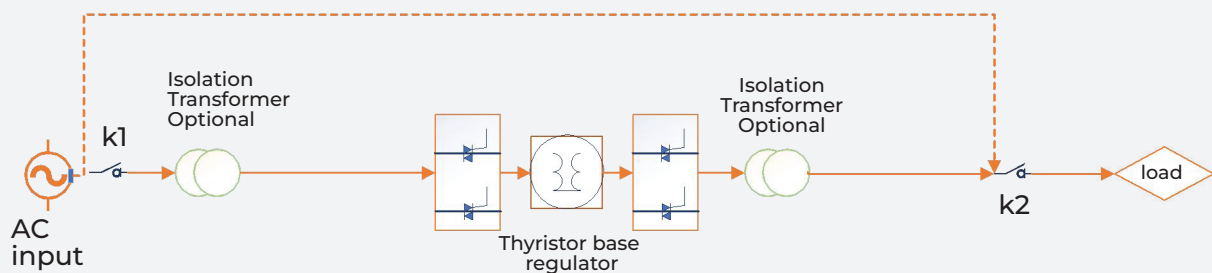 Isolation
Transformer
Optional
Isolation
Transformer
Optional
k1
load
k2
AC
input
Thyristor base
regulator